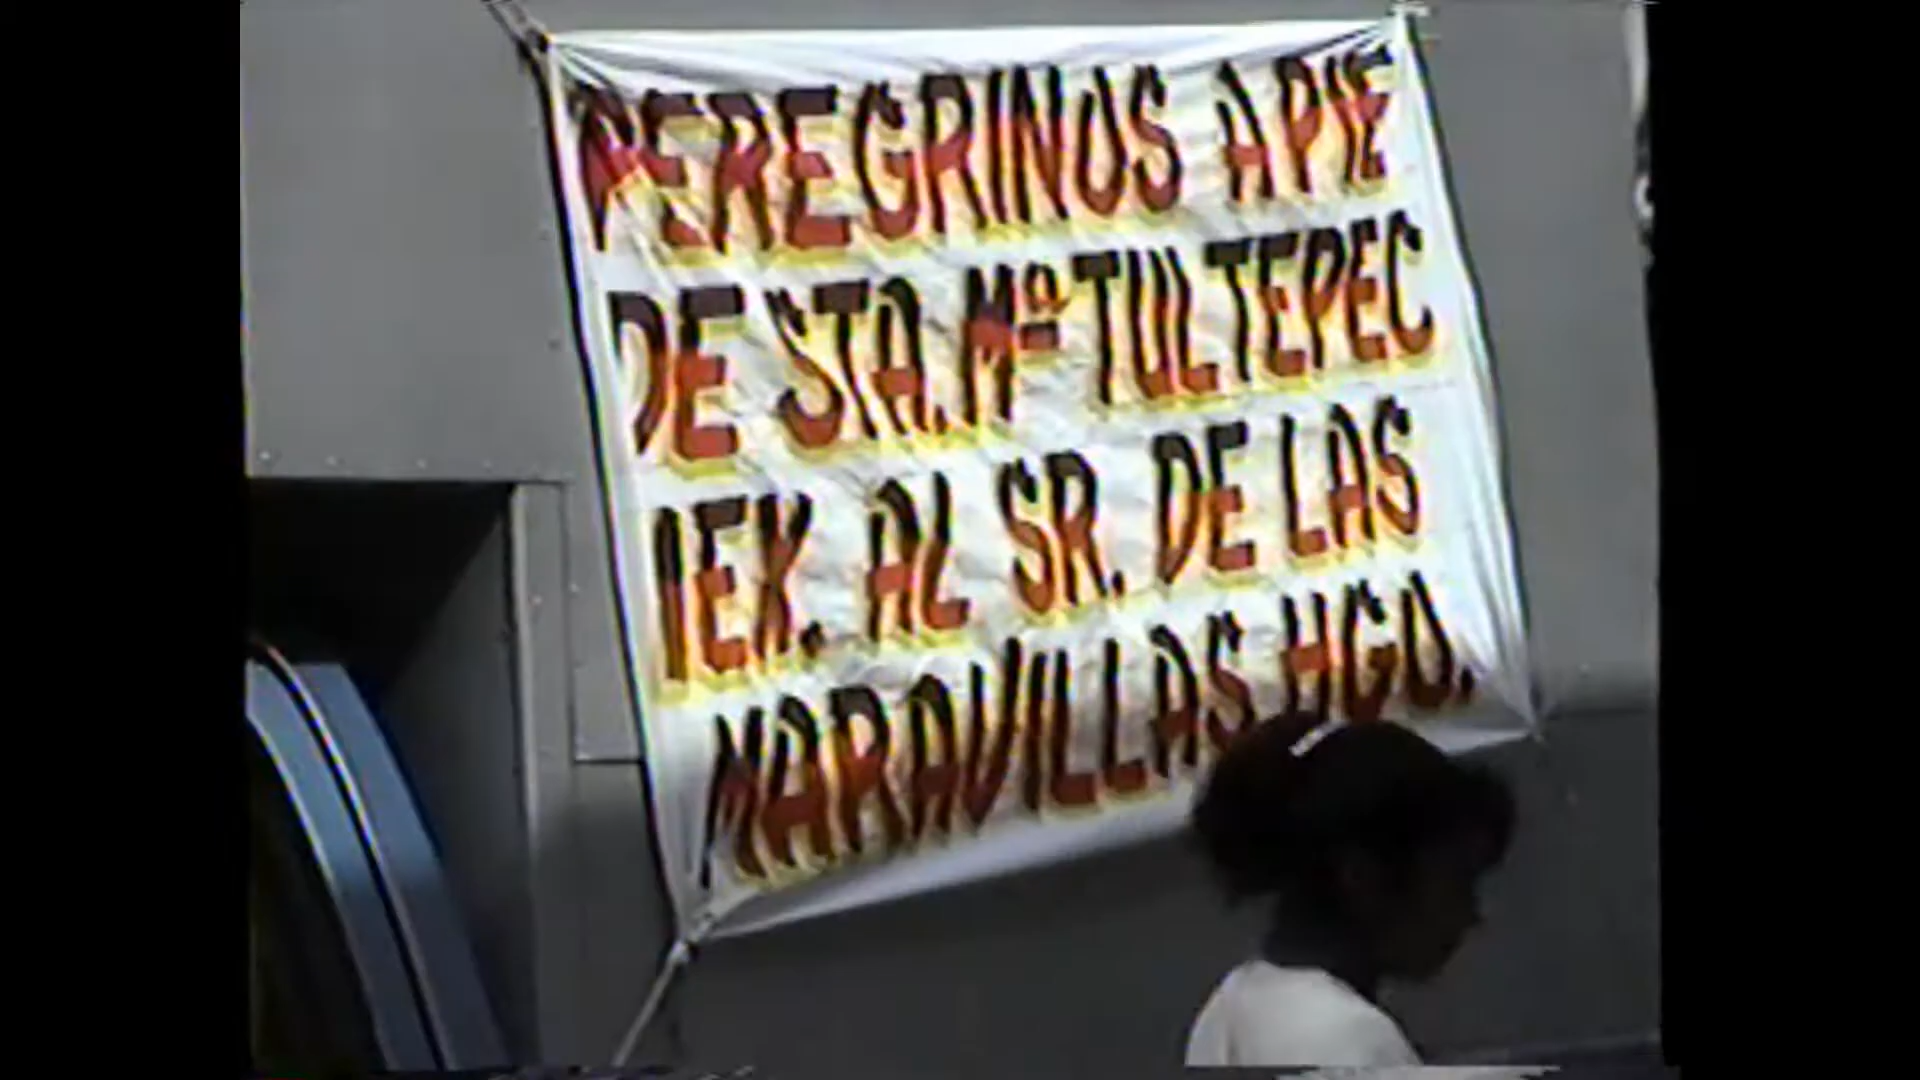 PEREGRINOS A PIE
DE STA. Mª TULTEPEC
MEX. AL SR. DE LAS
MARAVILLAS HGO.